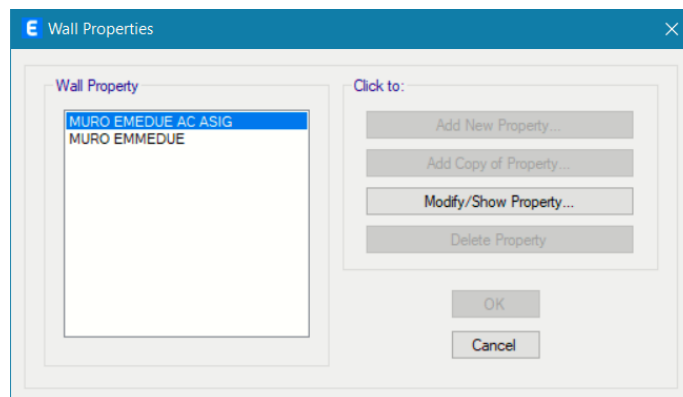 E Wall Properties
Wall Property
MURO EMEDUE AC ASIG
MURO EMMEDUE
Click to:
Add New Property...
Add Copy of Property...
Modify/Show Property...
Delete Property
OK
Cancel